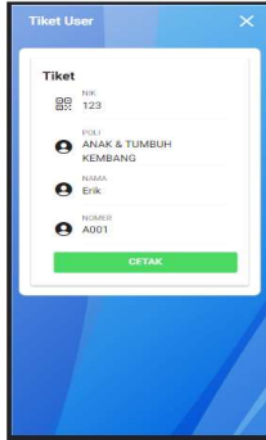 Tiket User
Tiket
NIK
123
POLI
ANAK & TUMBUH
KEMBANG
NAMA
Erik
NOMER
A001
CETAK